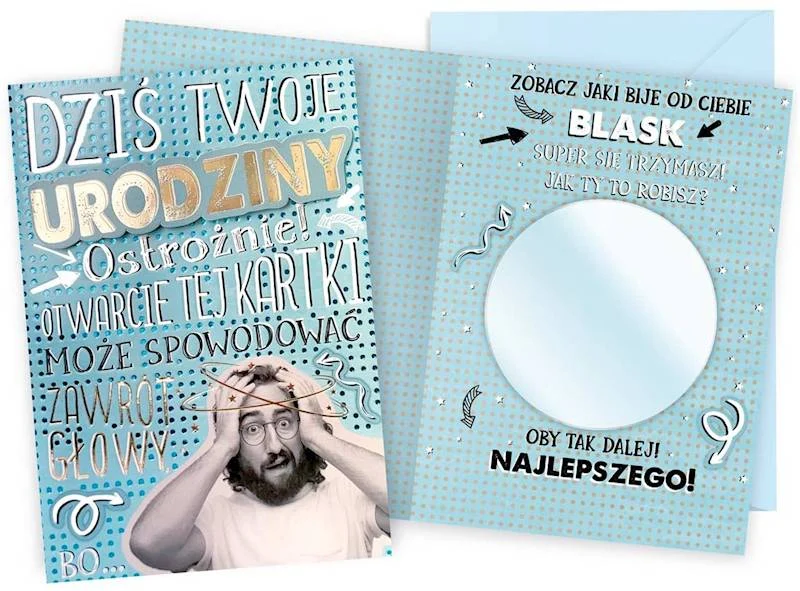 DZIŚ TWOJE
URODZINY
Ostrożnie!
OTWARCIE TEJ KARTKI
MOŻE SPOWODOWAĆ
ZAWRÓT
GŁOWY,
BO...
ZOBACZ JAKI BIJE OD CIEBIE
BLASK
SUPER SIĘ TRZYMASZ!
JAK TY TO ROBISZ?
OBY TAK DALEJ!
NAJLEPSZEGO!